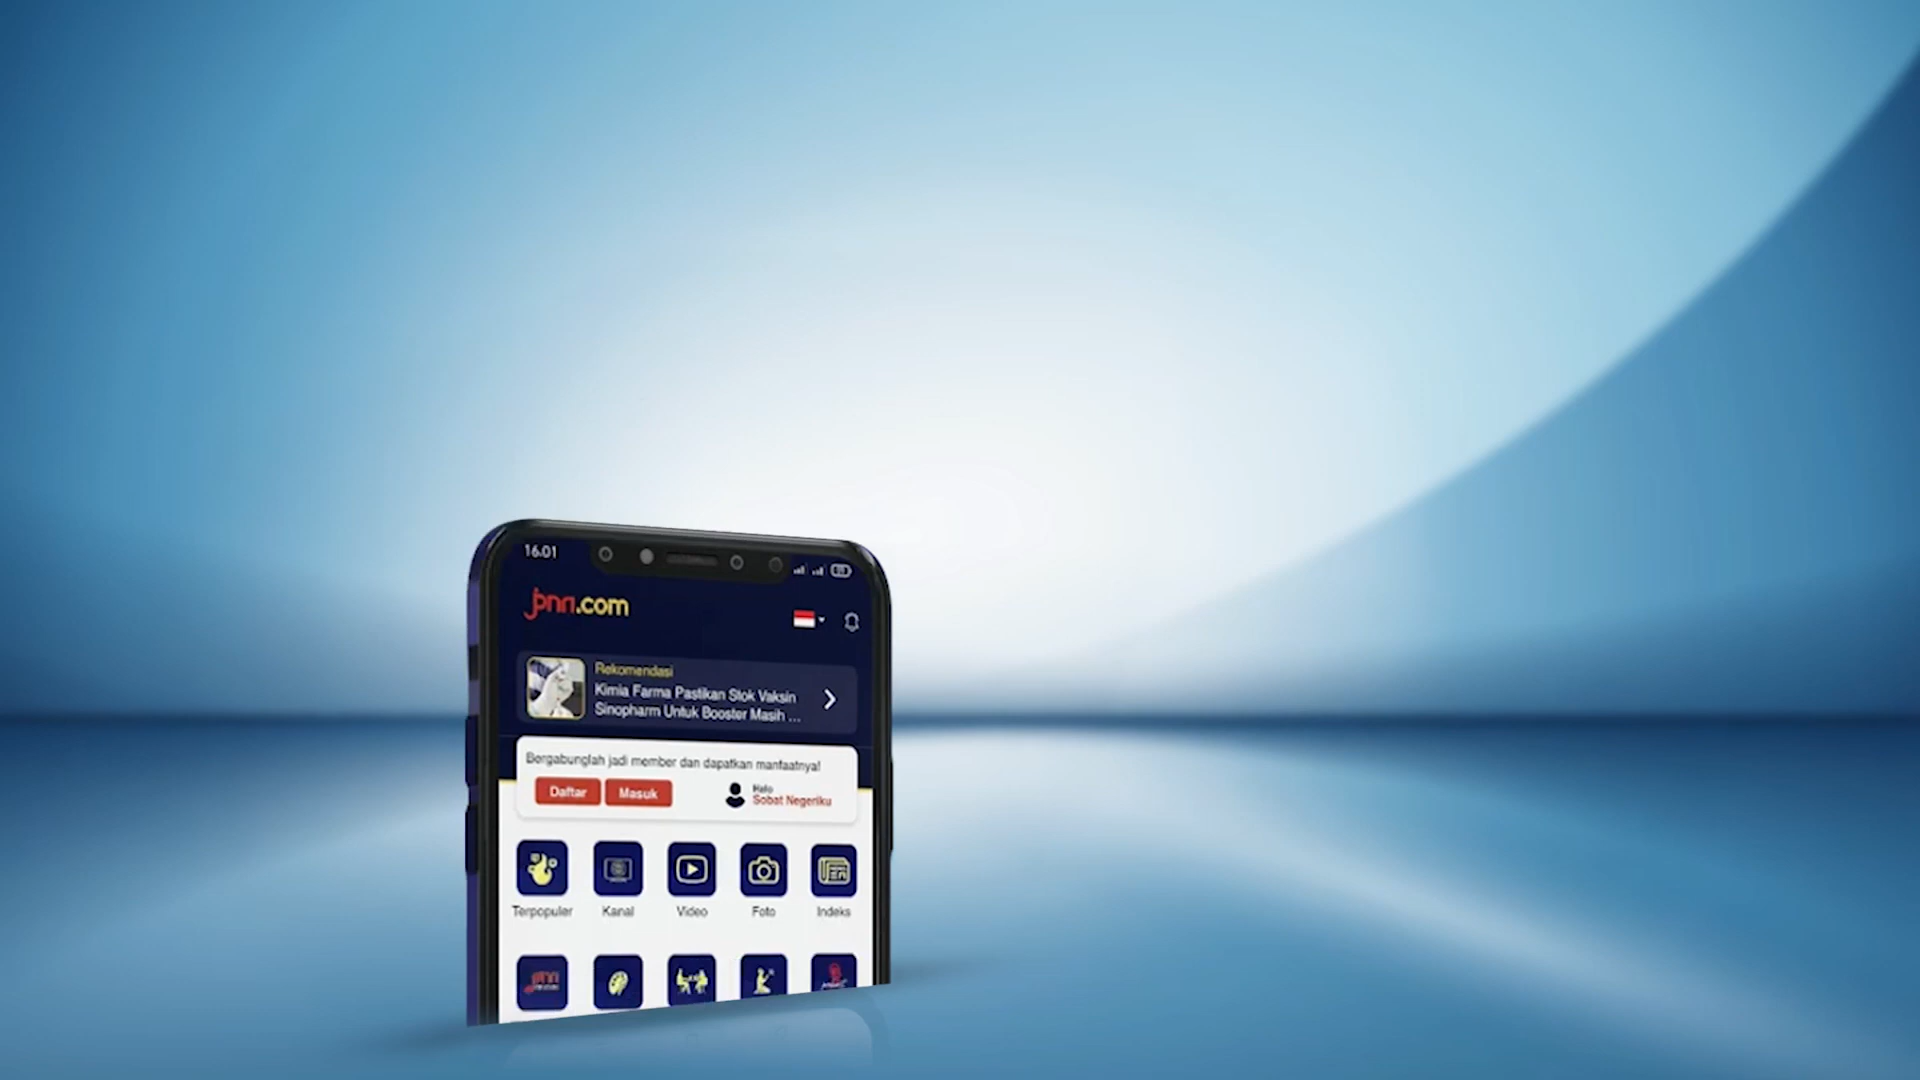 16.01
jpnn.com
Rekomendasi
Kimia Farma Pastikan Stok Vaksin
Sinopharm Untuk Booster Masih ...
Bergabunglah jadi member dan dapatkan manfaatnya!
Daftar
Masuk
Halo
Sobat Negeriku
Terpopuler
Kanal
Video
Foto
Indeks